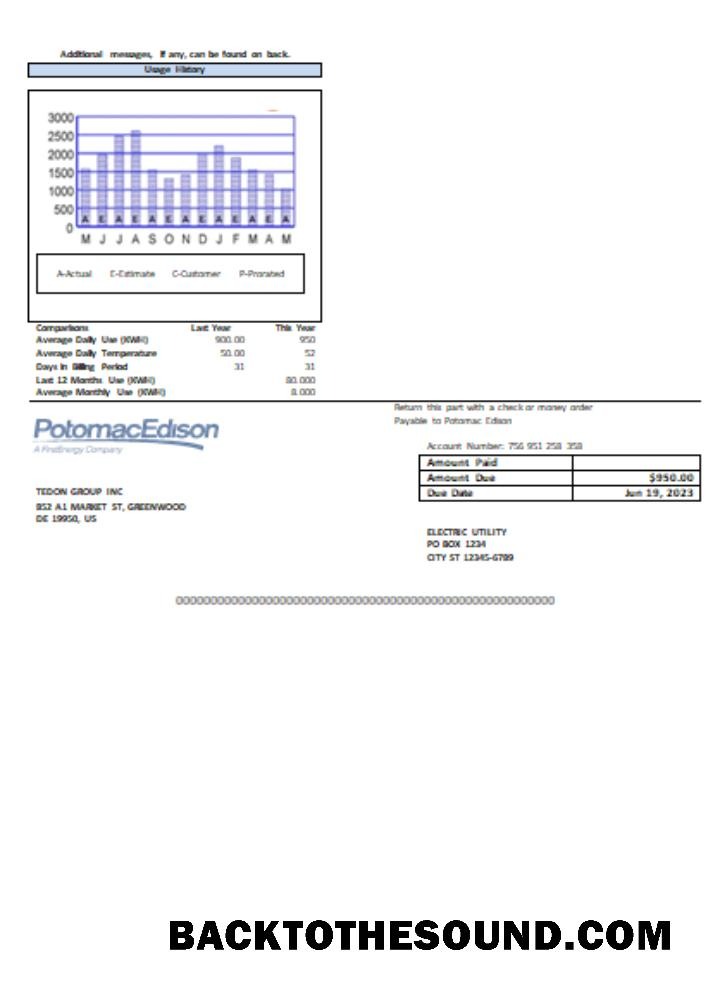 Additional messages, if any, can be found on back.
Usage History
3000
2500
2000
1500
1000
500
0
A E A E A E A E A E A E A
M J J A S O N D J F M A M
A-Actual E-Estimate C-Customer P-Prorated
Comparisons Last Year This Year
Average Daily Use (KWH) 900.00 950
Average Daily Temperature 50.00 52
Days in Billing Period 31 31
Last 12 Months Use (KWH) 80.000
Average Monthly Use (KWH) 8.000
Return this part with a check or money order
Payable to Potomac Edison
PotomacEdison
A FirstEnergy Company
Account Number: 756 951 258 358
Amount Paid
Amount Due $950.00
Due Date Jun 19, 2023
TEDON GROUP INC
852 A1 MARKET ST, GREENWOOD
DE 19950, US
ELECTRIC UTILITY
PO BOX 1234
CITY ST 12345-6789
BACKTOTHESOUND.COM